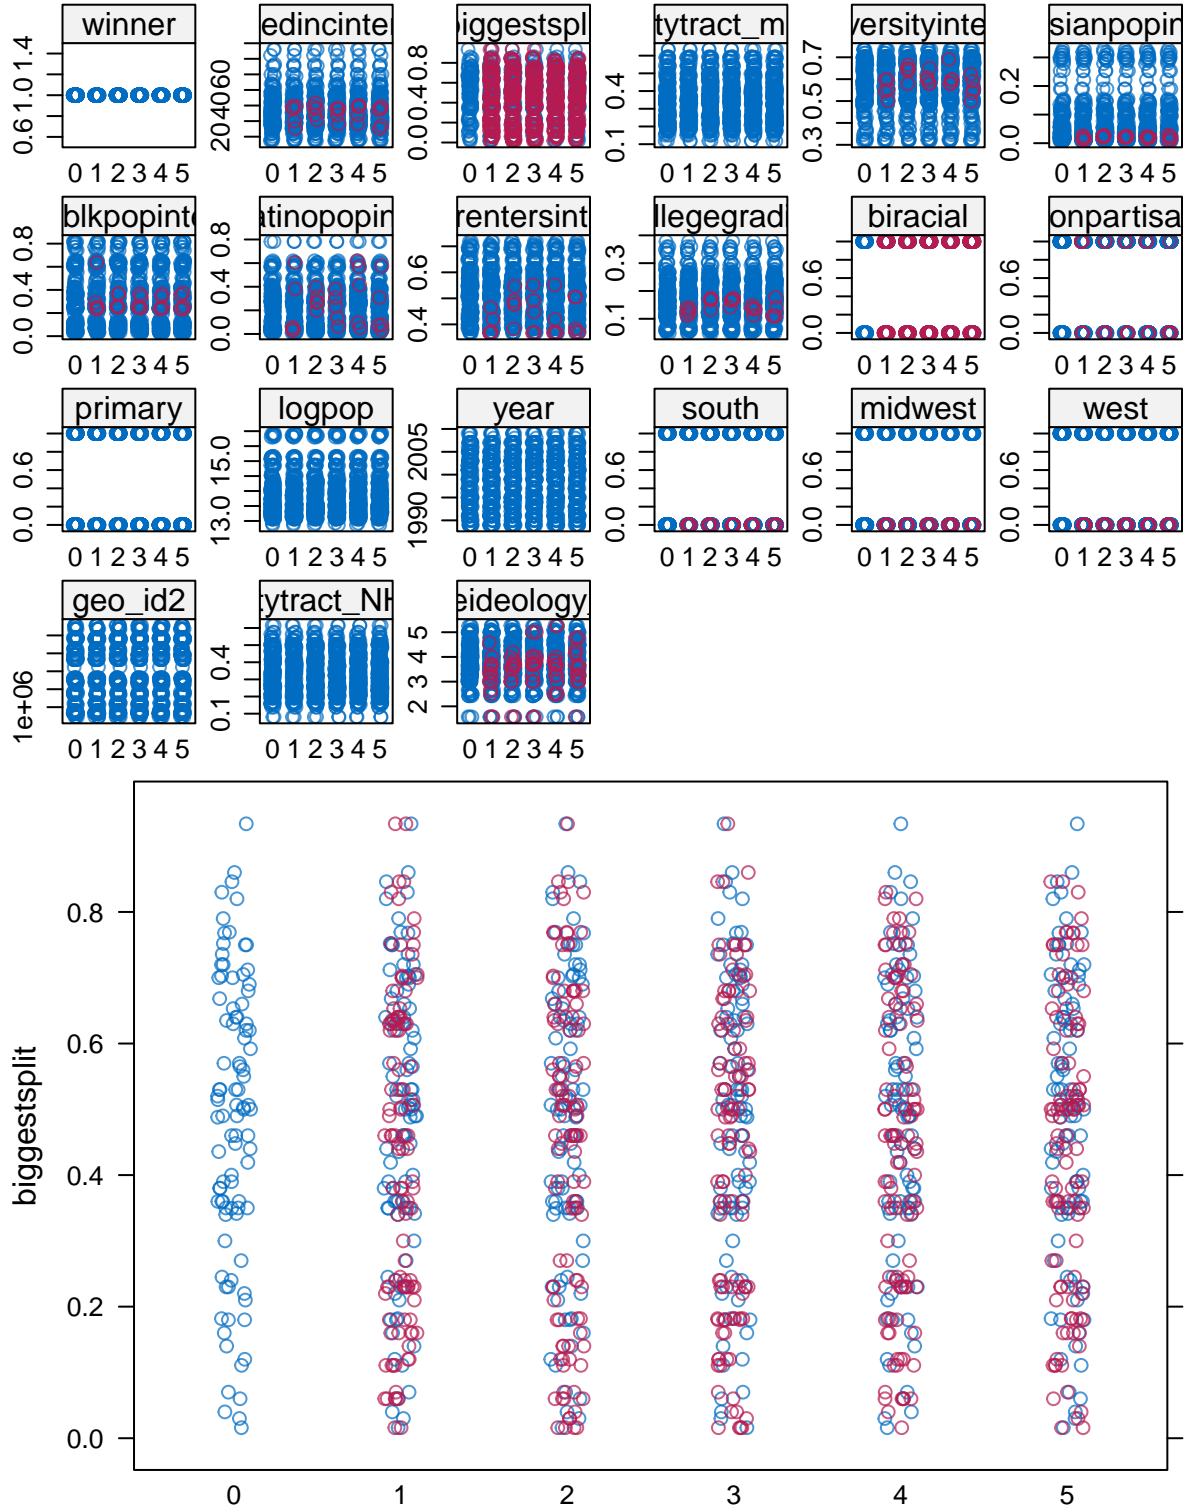 winner edincinte biggestspl tytract_m versityinte sianpopin
0.6 1.0 1.4 20 40 60 0.0 0.4 0.8 0.1 0.4 0.3 0.5 0.7 0.0 0.2
0 1 2 3 4 5 0 1 2 3 4 5 0 1 2 3 4 5 0 1 2 3 4 5 0 1 2 3 4 5 0 1 2 3 4 5
blkpopinte atinopopin rentersint llegegradi biracial onpartisa
0.0 0.4 0.8 0.0 0.4 0.8 0.4 0.6 0.1 0.3 0.0 0.6 0.0 0.6
0 1 2 3 4 5 0 1 2 3 4 5 0 1 2 3 4 5 0 1 2 3 4 5 0 1 2 3 4 5 0 1 2 3 4 5
primary logpop year south midwest west
0.0 0.6 13.0 15.0 1990 2005 0.0 0.6 0.0 0.6 0.0 0.6
0 1 2 3 4 5 0 1 2 3 4 5 0 1 2 3 4 5 0 1 2 3 4 5 0 1 2 3 4 5 0 1 2 3 4 5
geo_id2 tytract_NH eideology_
1e+06 0.1 0.4 2 3 4 5
0 1 2 3 4 5 0 1 2 3 4 5 0 1 2 3 4 5
biggestsplit
0.8
0.6
0.4
0.2
0.0
0 1 2 3 4 5